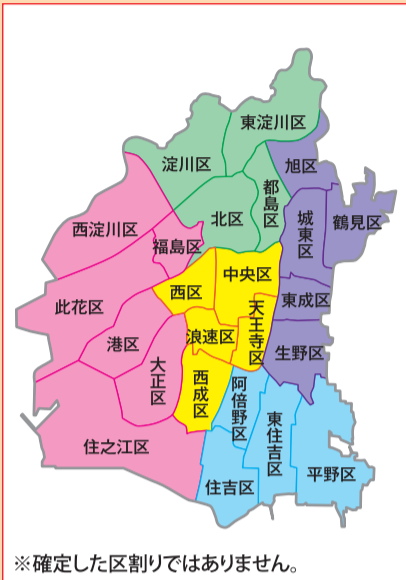 東淀川区
淀川区
旭区
都島区
北区
城東区
鶴見区
西淀川区
福島区
中央区
西区
東成区
此花区
天王寺区
浪速区
港区
生野区
大正区
西成区
阿倍野区
東住吉区
住之江区
平野区
住吉区
※確定した区割りではありません。